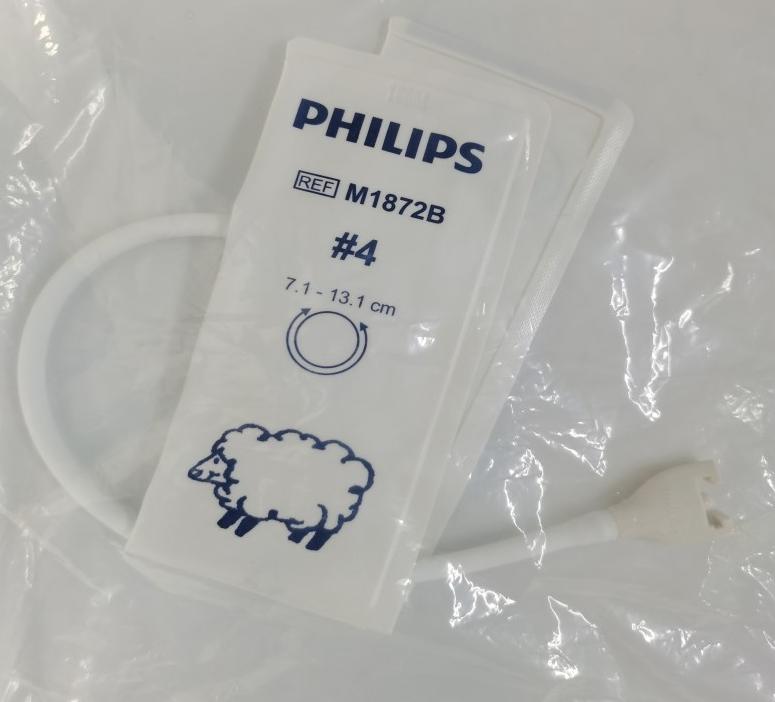 PHILIPS
REF M1872B
#4
7.1 - 13.1 cm